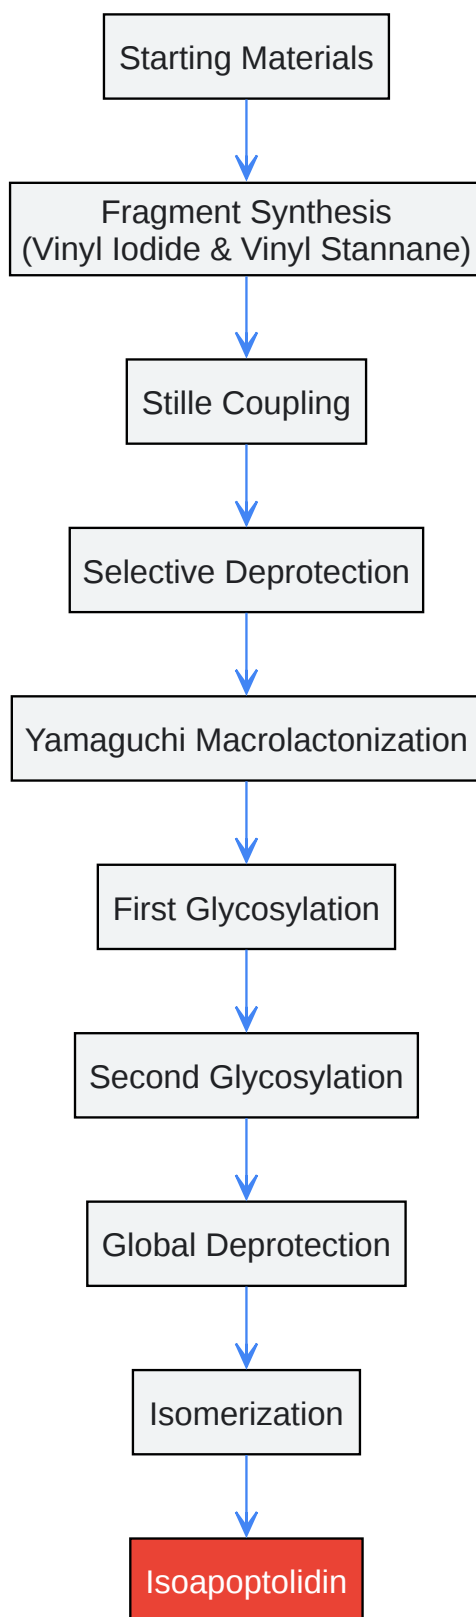 Starting Materials
Fragment Synthesis
(Vinyl Iodide & Vinyl Stannane)
Stille Coupling
Selective Deprotection
Yamaguchi Macrolactonization
First Glycosylation
Second Glycosylation
Global Deprotection
Isomerization
Isoapoptolidin